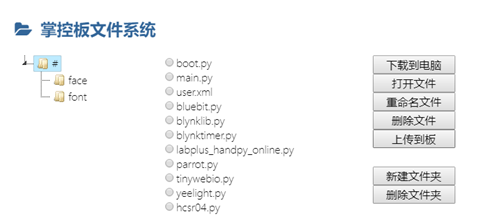 掌控板文件系统
#
face
font
boot.py
main.py
user.xml
bluebit.py
blynklib.py
blynktimer.py
labplus_handpy_online.py
parrot.py
tinywebio.py
yeelight.py
hcsr04.py
下载到电脑
打开文件
重命名文件
删除文件
上传到板
新建文件夹
删除文件夹